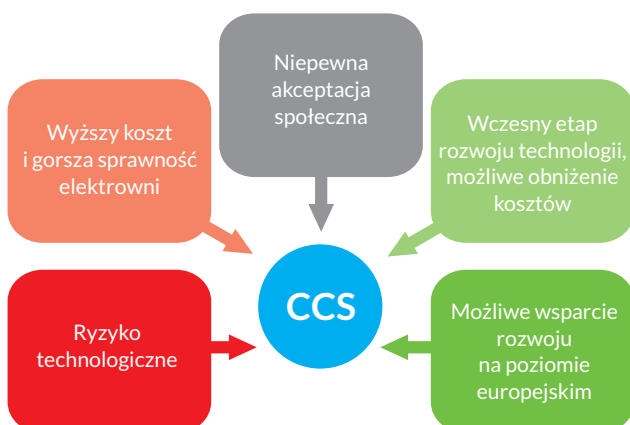 Niepewna
akceptacja
społeczna
Wyższy koszt
i gorsza sprawność
elektrowni
Wczesny etap
rozwoju technologii,
możliwe obniżenie
kosztów
CCS
Ryzyko
technologiczne
Możliwe wsparcie
rozwoju
na poziomie
europejskim